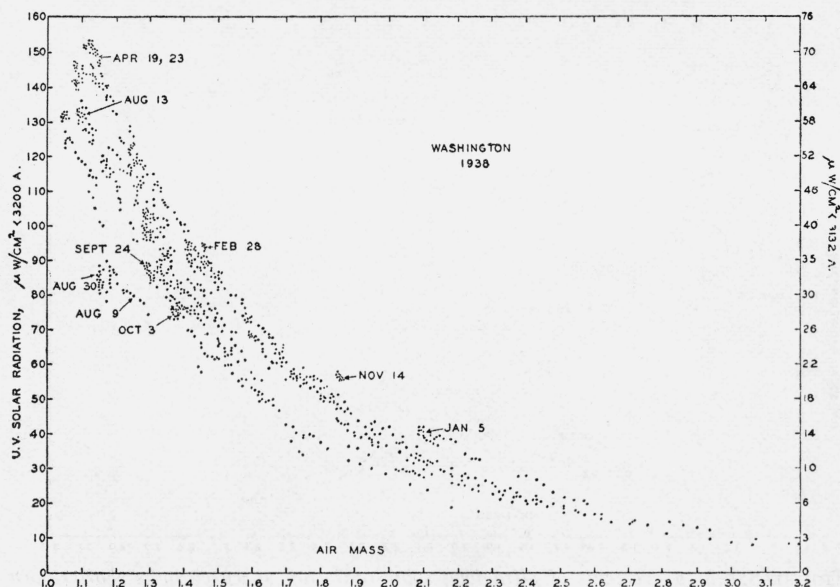 160
150
140
130
120
110
100
90
80
70
60
50
40
30
20
10
0
U.V. SOLAR RADIATION, μ W/CM² < 3200 A.
76
70
64
58
52
46
40
33
28
22
18
14
10
6
3
0
μ W/CM² < 3132 A.
WASHINGTON
1938
APR 19, 23
AUG 13
FEB 28
SEPT 24
AUG 30
AUG 9
OCT 3
NOV 14
JAN 5
AIR MASS
1.0 1.1 1.2 1.3 1.4 1.5 1.6 1.7 1.8 1.9 2.0 2.1 2.2 2.3 2.4 2.5 2.6 2.7 2.8 2.9 3.0 3.1 3.2